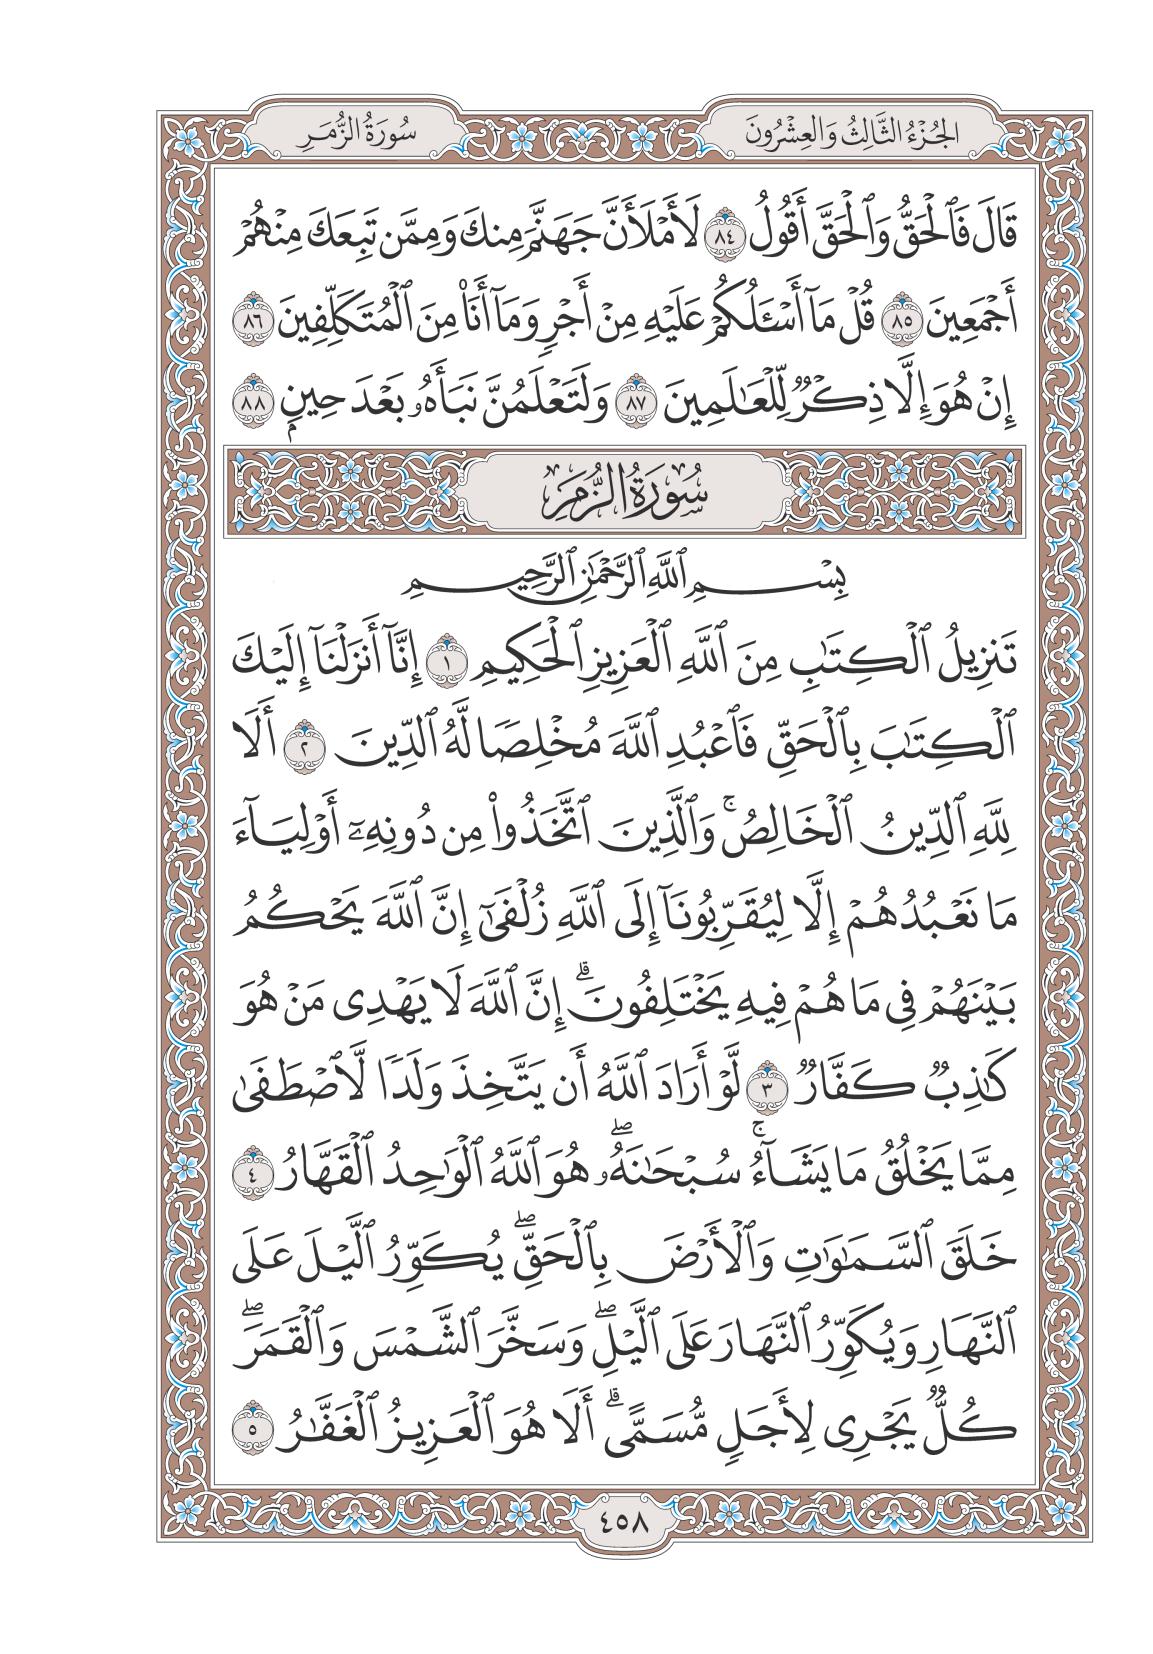 الجُزْءُ الثَّالِثُ وَالعِشْرُونَ
سُورَةُ الزُّمَرِ
قَالَ فَٱلْحَقُّ وَٱلْحَقَّ أَقُولُ ٨٤ لَأَمْلَأَنَّ جَهَنَّمَ مِنكَ وَمِمَّن تَبِعَكَ مِنْهُمْ
أَجْمَعِينَ ٨٥ قُلْ مَآ أَسْـَٔلُكُمْ عَلَيْهِ مِنْ أَجْرٍ وَمَآ أَنَا۠ مِنَ ٱلْمُتَكَلِّفِينَ ٨٦
إِنْ هُوَ إِلَّا ذِكْرٌ لِّلْعَـٰلَمِينَ ٨٧ وَلَتَعْلَمُنَّ نَبَأَهُۥ بَعْدَ حِينٍۭ ٨٨
سُورَةُ الزُّمَرِ
بِسْمِ ٱللَّهِ ٱلرَّحْمَـٰنِ ٱلرَّحِيمِ
تَنزِيلُ ٱلْكِتَـٰبِ مِنَ ٱللَّهِ ٱلْعَزِيزِ ٱلْحَكِيمِ ١ إِنَّآ أَنزَلْنَآ إِلَيْكَ
ٱلْكِتَـٰبَ بِٱلْحَقِّ فَٱعْبُدِ ٱللَّهَ مُخْلِصًا لَّهُ ٱلدِّينَ ٢ أَلَا
لِلَّهِ ٱلدِّينُ ٱلْخَالِصُ ۚ وَٱلَّذِينَ ٱتَّخَذُوا۟ مِن دُونِهِۦٓ أَوْلِيَآءَ
مَا نَعْبُدُهُمْ إِلَّا لِيُقَرِّبُونَآ إِلَى ٱللَّهِ زُلْفَىٰٓ إِنَّ ٱللَّهَ يَحْكُمُ
بَيْنَهُمْ فِى مَا هُمْ فِيهِ يَخْتَلِفُونَ ۗ إِنَّ ٱللَّهَ لَا يَهْدِى مَنْ هُوَ
كَـٰذِبٌ كَفَّارٌ ٣ لَّوْ أَرَادَ ٱللَّهُ أَن يَتَّخِذَ وَلَدًا لَّٱصْطَفَىٰ
مِمَّا يَخْلُقُ مَا يَشَآءُ ۚ سُبْحَـٰنَهُۥ ۖ هُوَ ٱللَّهُ ٱلْوَٰحِدُ ٱلْقَهَّارُ ٤
خَلَقَ ٱلسَّمَـٰوَٰتِ وَٱلْأَرْضَ بِٱلْحَقِّ ۖ يُكَوِّرُ ٱلَّيْلَ عَلَى
ٱلنَّهَارِ وَيُكَوِّرُ ٱلنَّهَارَ عَلَى ٱلَّيْلِ ۖ وَسَخَّرَ ٱلشَّمْسَ وَٱلْقَمَرَ ۖ
كُلٌّ يَجْرِى لِأَجَلٍ مُّسَمًّى ۗ أَلَا هُوَ ٱلْعَزِيزُ ٱلْغَفَّـٰرُ ٥
٤٥٨